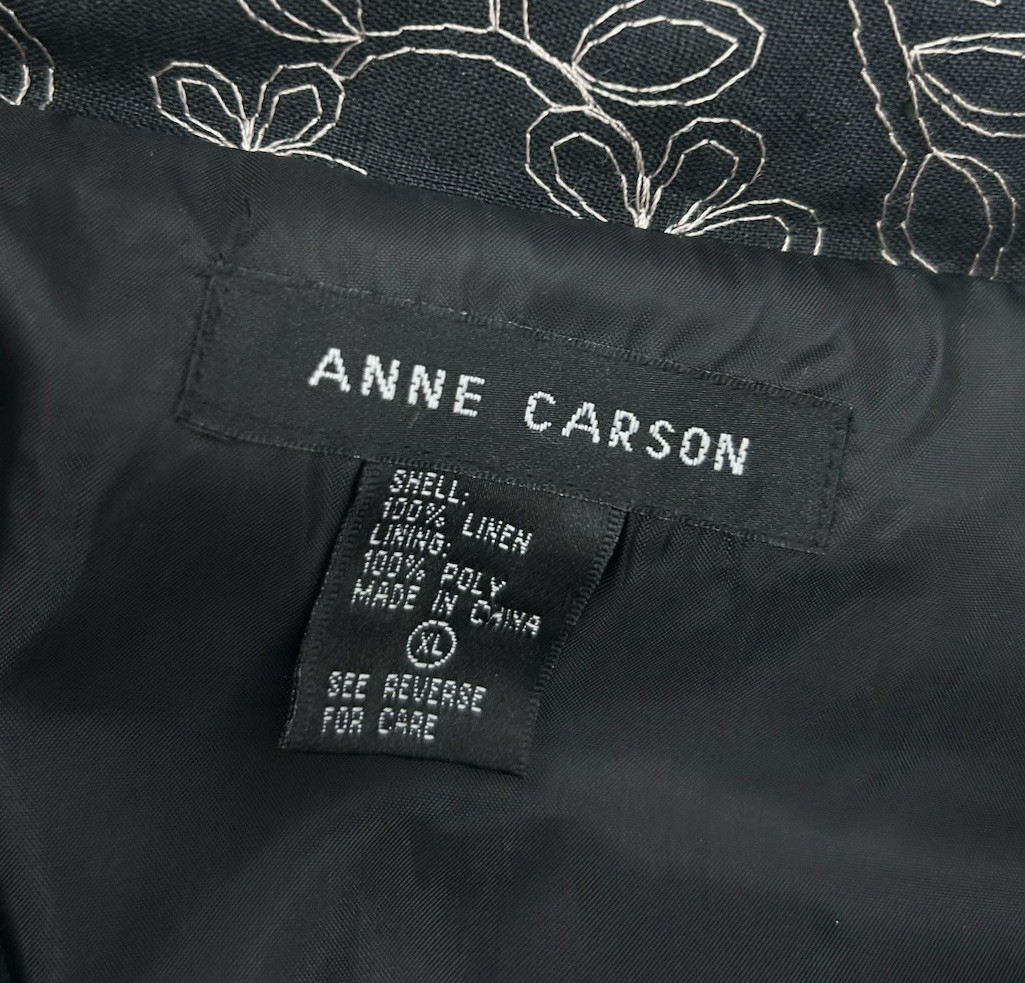 ANNE CARSON
SHELL:
100% LINEN
LINING:
100% POLY
MADE IN CHINA
XL
SEE REVERSE
FOR CARE